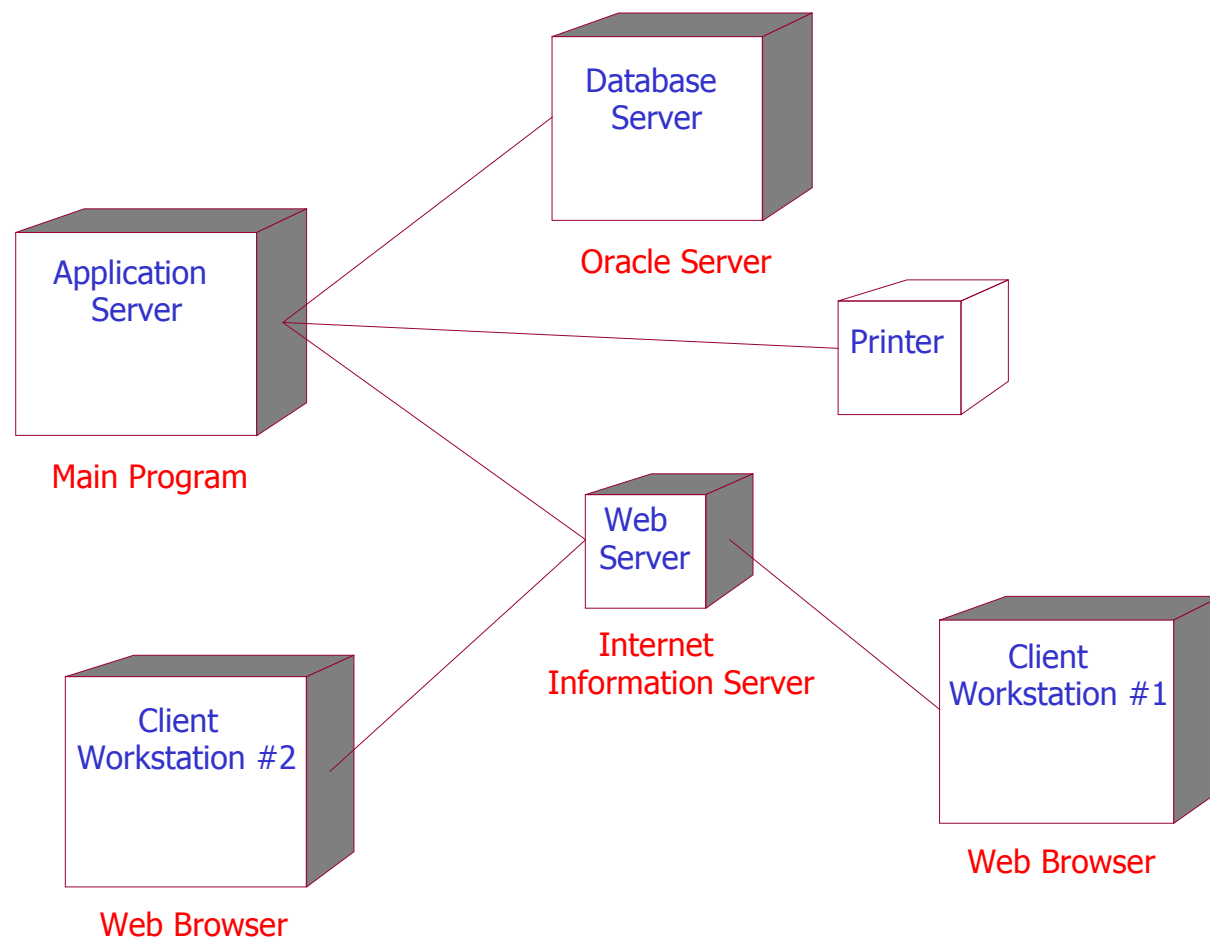 Database
Server
Oracle Server
Application
Server
Main Program
Printer
Web
Server
Internet
Information Server
Client
Workstation #1
Web Browser
Client
Workstation #2
Web Browser